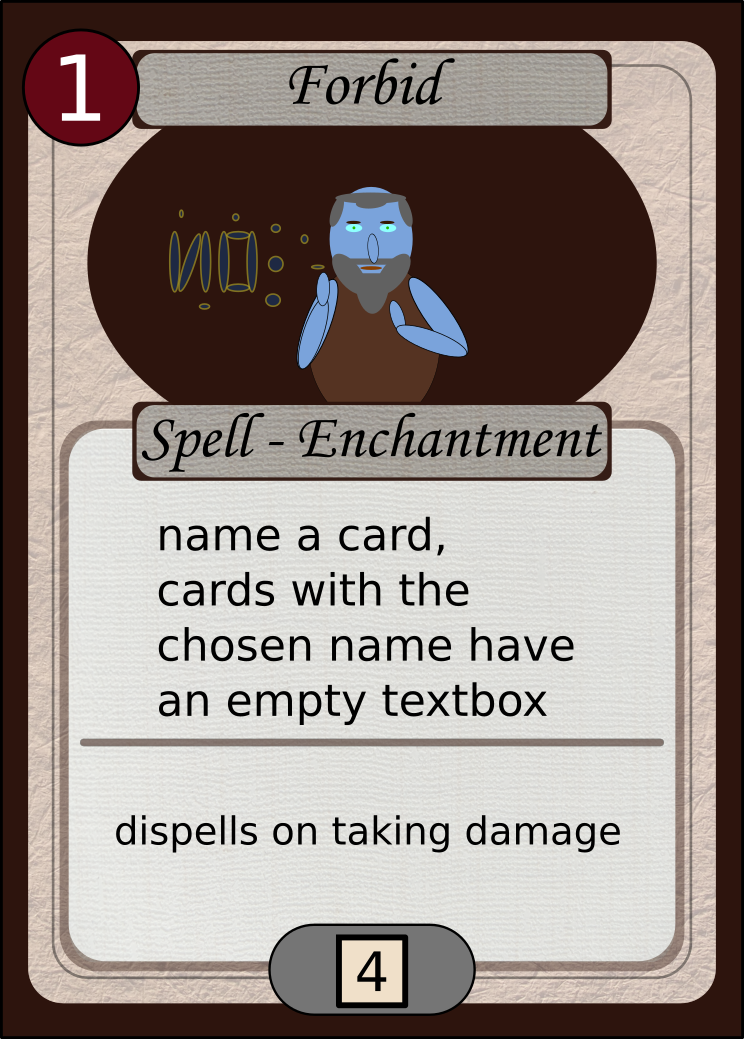 1
Forbid
NO:
Spell - Enchantment
name a card,
cards with the
chosen name have
an empty textbox
dispells on taking damage
4